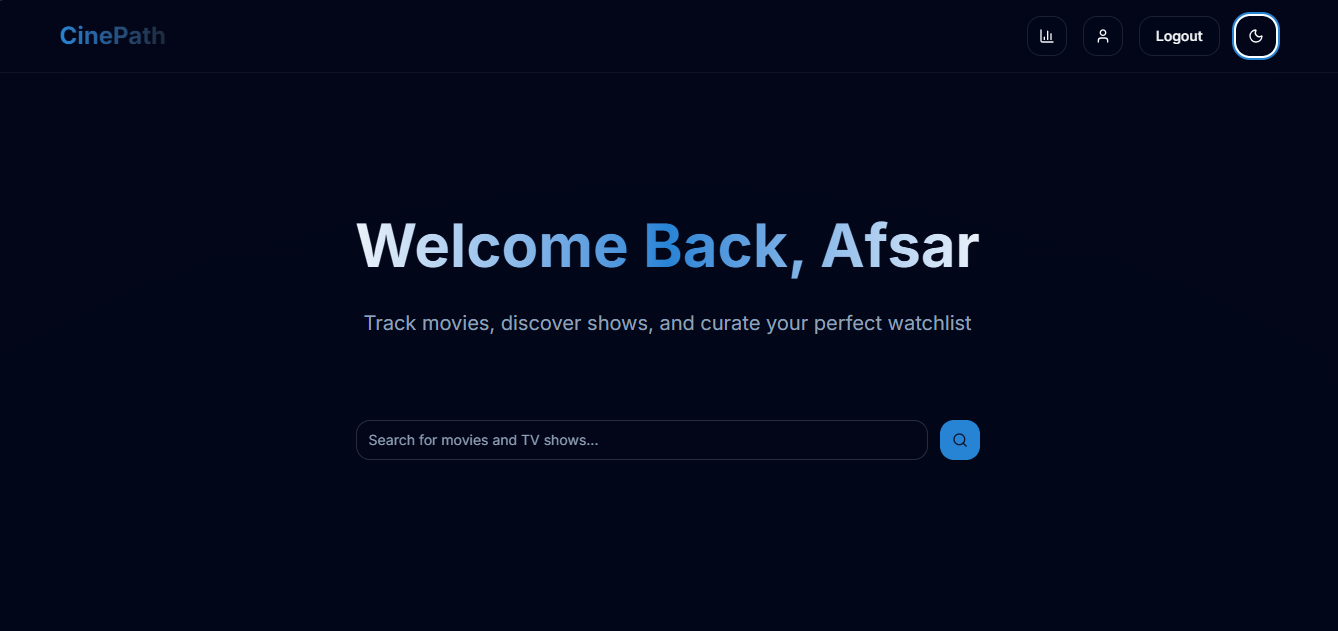 CinePath
Logout
Welcome Back, Afsar
Track movies, discover shows, and curate your perfect watchlist
Search for movies and TV shows...